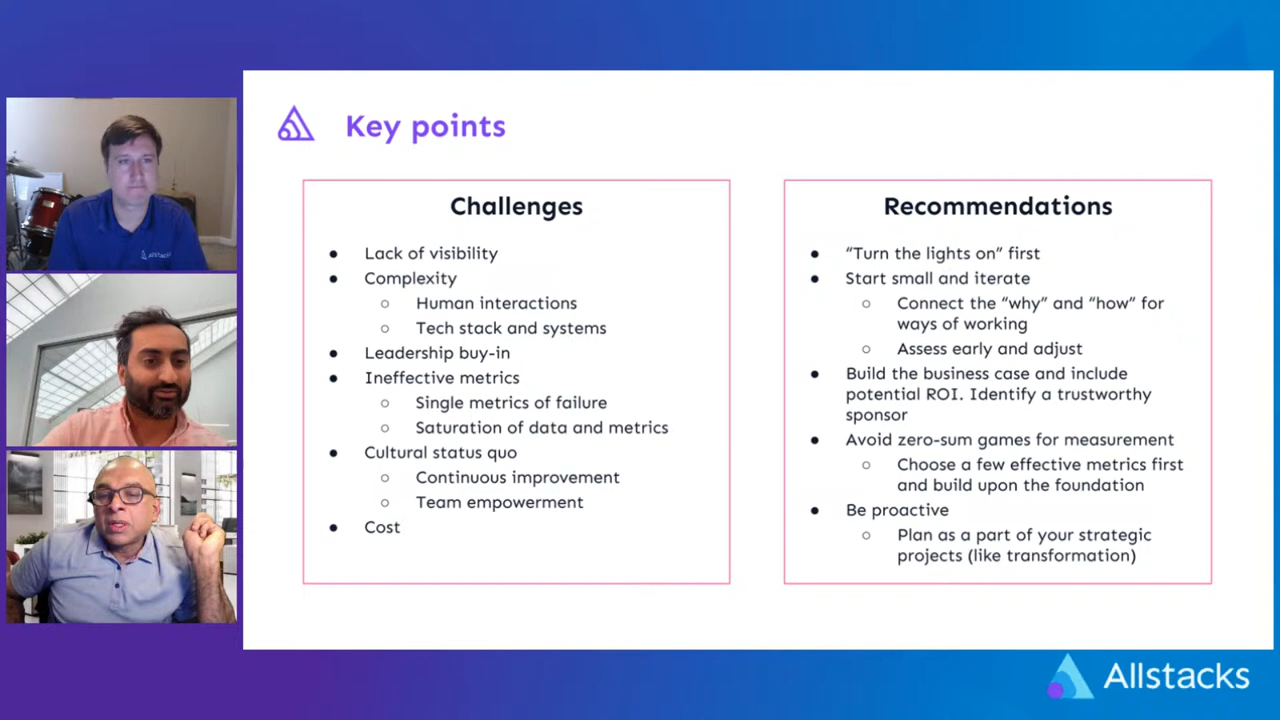 Key points
Challenges
● Lack of visibility
● Complexity
○ Human interactions
○ Tech stack and systems
● Leadership buy-in
● Ineffective metrics
○ Single metrics of failure
○ Saturation of data and metrics
● Cultural status quo
○ Continuous improvement
○ Team empowerment
● Cost
Recommendations
● “Turn the lights on” first
● Start small and iterate
○ Connect the “why” and “how” for
ways of working
○ Assess early and adjust
● Build the business case and include
potential ROI. Identify a trustworthy
sponsor
● Avoid zero-sum games for measurement
○ Choose a few effective metrics first
and build upon the foundation
● Be proactive
○ Plan as a part of your strategic
projects (like transformation)
Allstacks
Allstacks